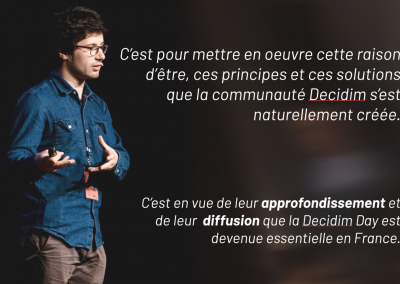 C’est pour mettre en oeuvre cette raison
d’être, ces principes et ces solutions
que la communauté Decidim s’est
naturellement créée.
C’est en vue de leur approfondissement et
de leur diffusion que la Decidim Day est
devenue essentielle en France.